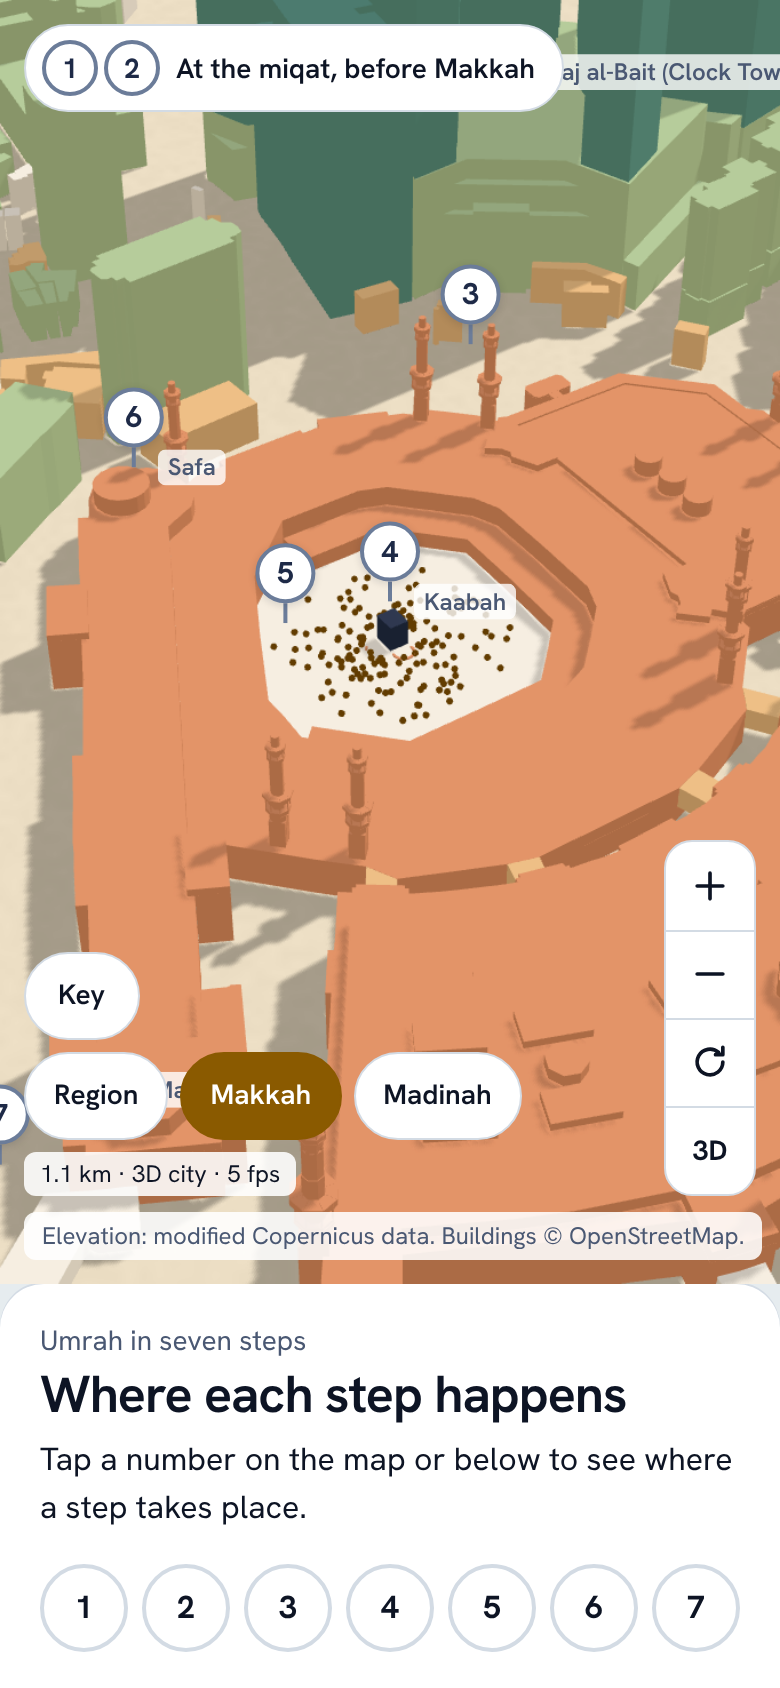 1 2 At the miqat, before Makkah
aj al-Bait (Clock Tow
3
6
Safa
5
4
Kaabah
Key
7
Region
Ma
Makkah
Madinah
3D
1.1 km · 3D city · 5 fps
Elevation: modified Copernicus data. Buildings © OpenStreetMap.
Umrah in seven steps
Where each step happens
Tap a number on the map or below to see where
a step takes place.
1 2 3 4 5 6 7